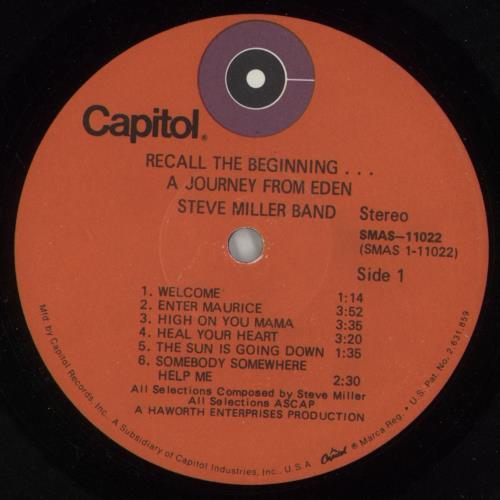 Capitol®
RECALL THE BEGINNING . . .
A JOURNEY FROM EDEN
STEVE MILLER BAND
Stereo
SMAS—11022
(SMAS 1-11022)
Side 1
1. WELCOME 1:14
2. ENTER MAURICE 3:52
3. HIGH ON YOU MAMA 3:35
4. HEAL YOUR HEART 3:20
5. THE SUN IS GOING DOWN 1:35
6. SOMEBODY SOMEWHERE
HELP ME 2:30
All Selections Composed by Steve Miller
All Selections ASCAP
A HAWORTH ENTERPRISES PRODUCTION
Mfd. by Capitol Records, Inc. A Subsidiary of Capitol Industries, Inc., U.S.A. Capitol ® Marca Reg. • U.S. Pat. No. 2,631,859